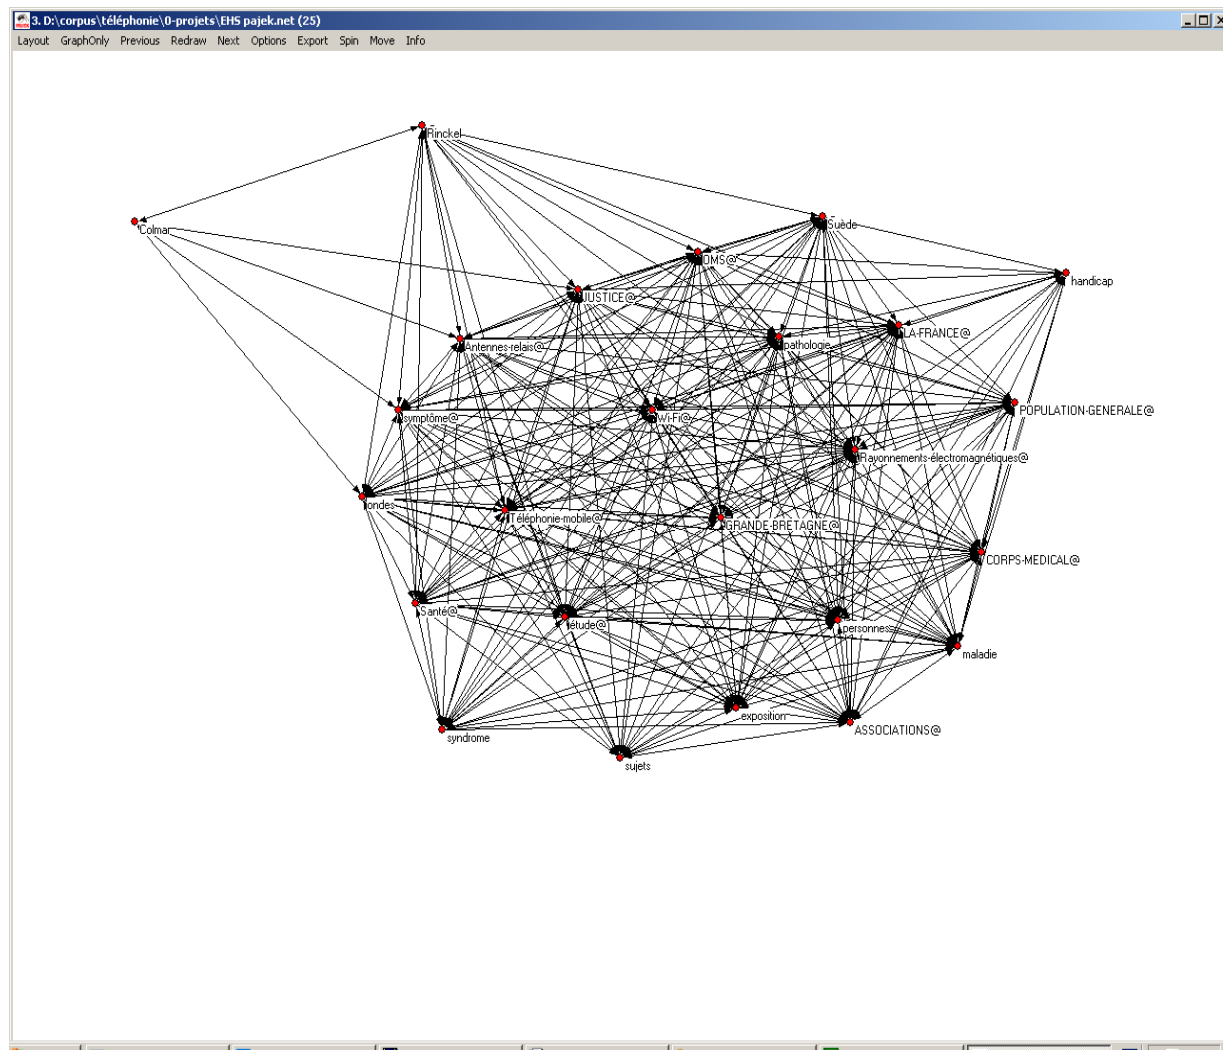 3. D:\corpus\téléphonie\0-projets\EHS pajek.net (25)
Layout GraphOnly Previous Redraw Next Options Export Spin Move Info
Rinckel
Colmar
Suède
OMS@
handicap
JUSTICE@
LA-FRANCE@
Antennes-relais@
pathologie
POPULATION-GENERALE@
symptôme@
Wi-Fi@
Rayonnements-électromagnétiques@
ondes
Téléphonie-mobile@
GRANDE-BRETAGNE@
CORPS-MEDICAL@
Santé@
étude@
personnes
maladie
exposition
ASSOCIATIONS@
syndrome
sujets